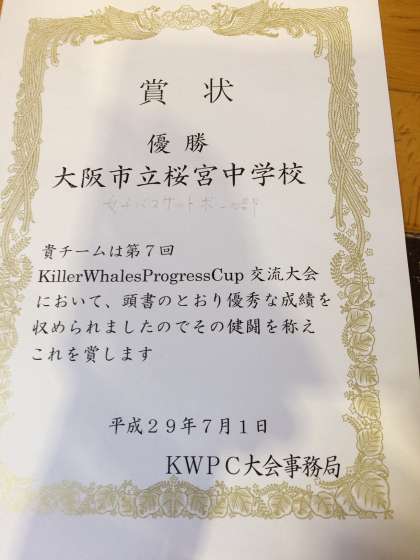 賞状
優勝
大阪市立桜宮中学校
貴チームは第7回
KillerWhalesProgressCup 交流大会
において、頭書のとおり優秀な成績を
収められましたのでその健闘を称え
これを賞します
平成29年7月1日
KWPC大会事務局